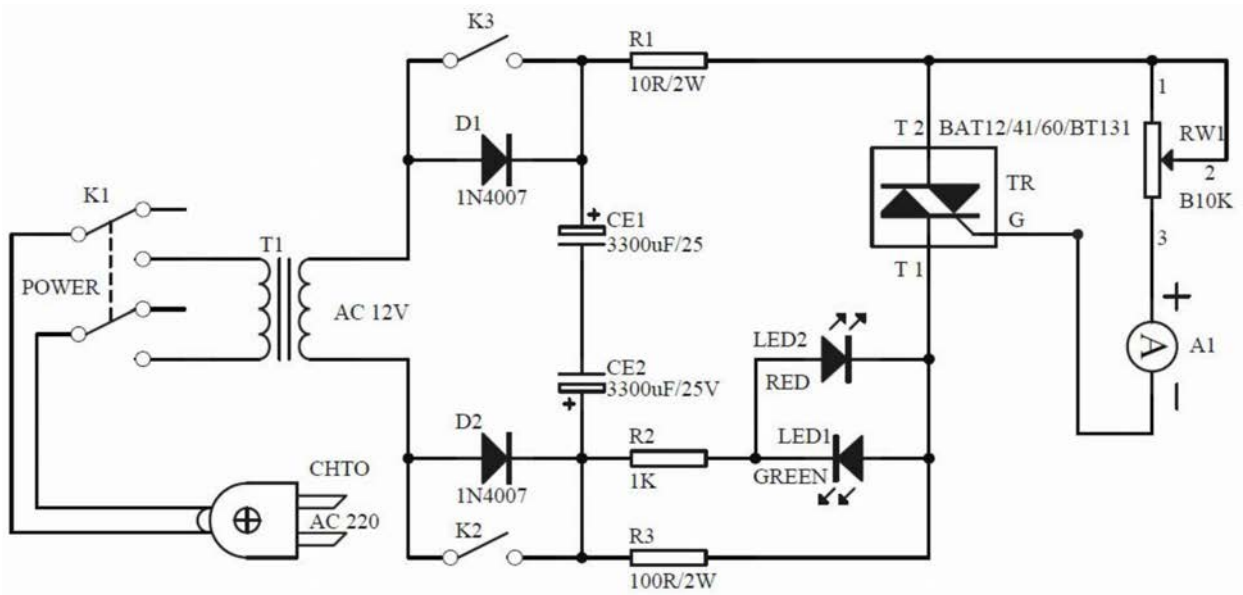 K3
R1
10R/2W
1
T 2
BAT12/41/60/BT131
RW1
D1
2
1N4007
TR
B10K
K1
G
CE1
3300uF/25
3
T1
T 1
POWER
+
AC 12V
LED2
A
A1
CE2
RED
3300uF/25V
−
D2
R2
LED1
CHTO
1K
GREEN
1N4007
AC 220
K2
R3
100R/2W